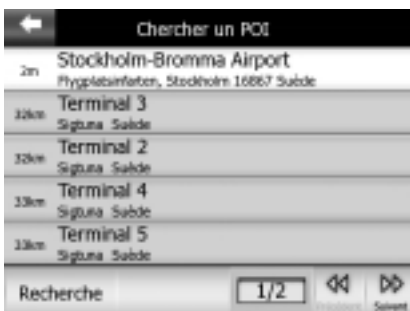 Chercher un POI
2m
Stockholm-Bromma Airport
Flygplatsinfarten, Stockholm 16867 Suède
32km
Terminal 3
Sigtuna Suède
32km
Terminal 2
Sigtuna Suède
33km
Terminal 4
Sigtuna Suède
33km
Terminal 5
Sigtuna Suède
Recherche
1/2
Précédent
Suivant